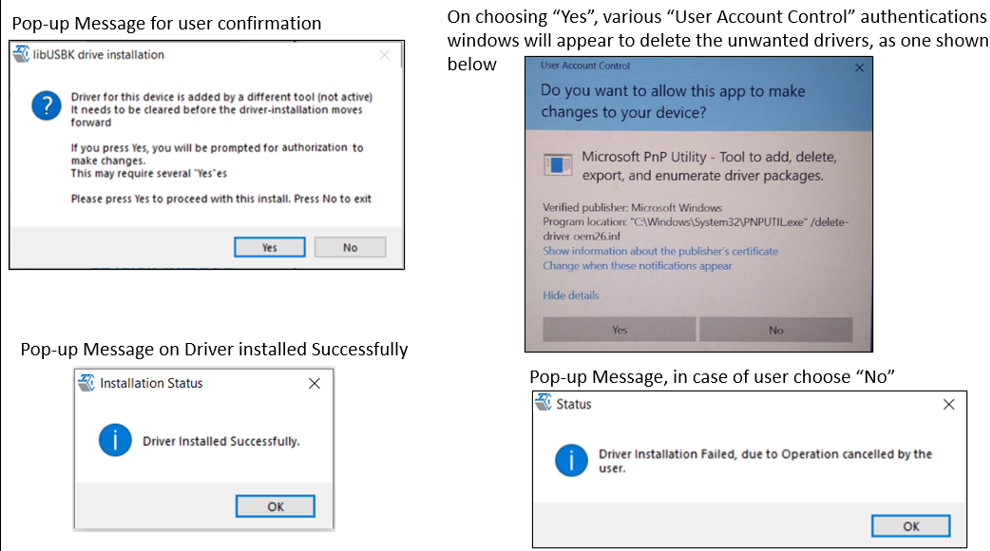 Pop-up Message for user confirmation
libUSBK drive installation
Driver for this device is added by a different tool (not active)
It needs to be cleared before the driver-installation moves
forward
If you press Yes, you will be prompted for authorization to
make changes.
This may require several "Yes"es
Please press Yes to proceed with this install. Press No to exit
Yes
No
On choosing “Yes”, various “User Account Control” authentications
windows will appear to delete the unwanted drivers, as one shown
below
User Account Control
Do you want to allow this app to make
changes to your device?
Microsoft PnP Utility - Tool to add, delete,
export, and enumerate driver packages.
Verified publisher: Microsoft Windows
Program location: "C:\Windows\System32\PNPUTIL.exe" /delete-
driver oem26.inf
Show information about the publisher's certificate
Change when these notifications appear
Hide details
Yes
No
Pop-up Message on Driver installed Successfully
Installation Status
Driver Installed Successfully.
OK
Pop-up Message, in case of user choose “No”
Status
Driver Installation Failed, due to Operation cancelled by the
user.
OK